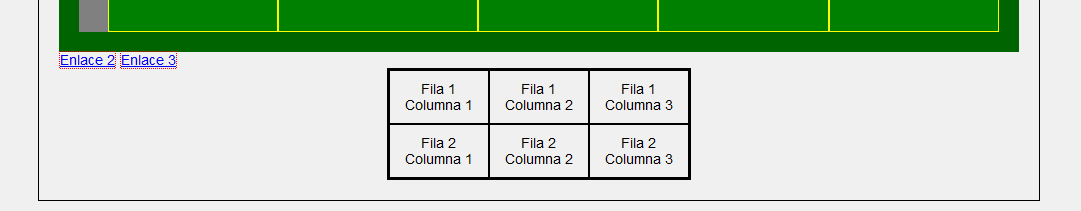 Enlace 2 Enlace 3
Fila 1 Fila 1 Fila 1
Columna 1 Columna 2 Columna 3
Fila 2 Fila 2 Fila 2
Columna 1 Columna 2 Columna 3